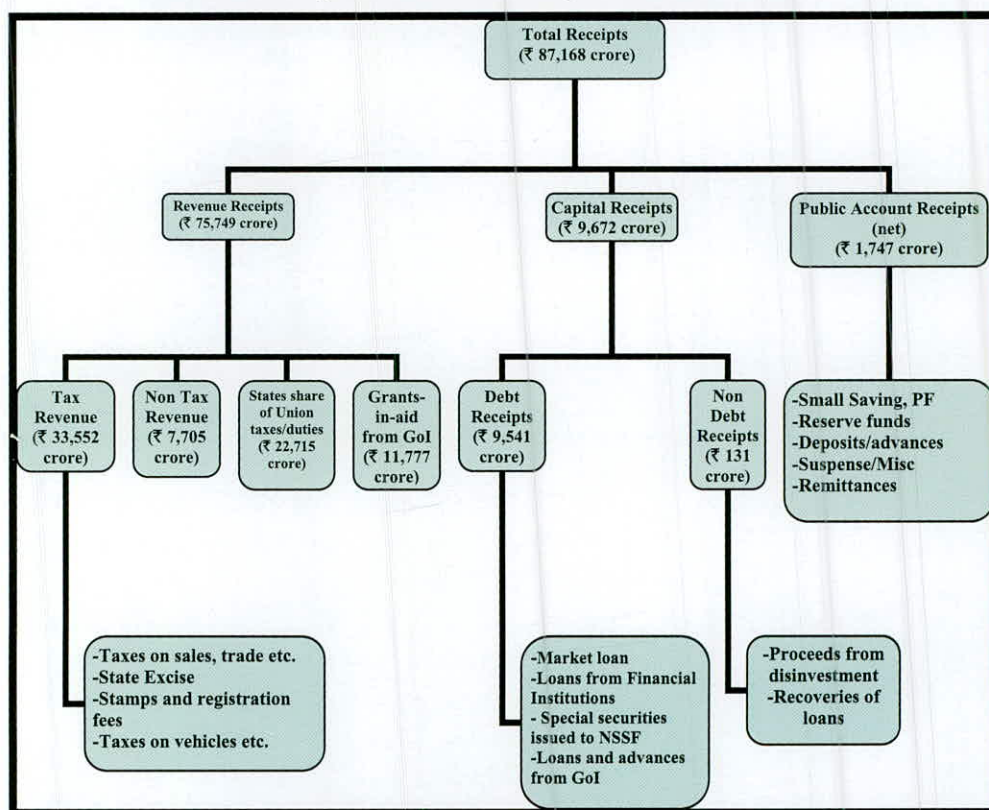 Total Receipts
(₹ 87,168 crore)
Revenue Receipts
(₹ 75,749 crore)
Capital Receipts
(₹ 9,672 crore)
Public Account Receipts
(net)
(₹ 1,747 crore)
Tax
Revenue
(₹ 33,552
crore)
Non Tax
Revenue
(₹ 7,705
crore)
States share
of Union
taxes/duties
(₹ 22,715
crore)
Grants-
in-aid
from GoI
(₹ 11,777
crore)
Debt
Receipts
(₹ 9,541
crore)
Non
Debt
Receipts
(₹ 131
crore)
-Small Saving, PF
-Reserve funds
-Deposits/advances
-Suspense/Misc
-Remittances
-Taxes on sales, trade etc.
-State Excise
-Stamps and registration
fees
-Taxes on vehicles etc.
-Market loan
-Loans from Financial
Institutions
- Special securities
issued to NSSF
-Loans and advances
from GoI
-Proceeds from
disinvestment
-Recoveries of
loans